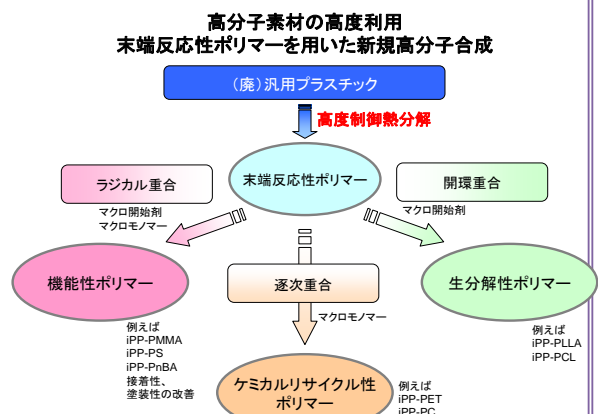 高分子素材の高度利用
末端反応性ポリマーを用いた新規高分子合成
(廃)汎用プラスチック
高度制御熱分解
末端反応性ポリマー
ラジカル重合
マクロ開始剤
マクロモノマー
開環重合
マクロ開始剤
機能性ポリマー
例えば
iPP-PMMA
iPP-PS
iPP-PnBA
接着性、
塗装性の改善
逐次重合
マクロモノマー
生分解性ポリマー
例えば
iPP-PLLA
iPP-PCL
ケミカルリサイクル性
ポリマー
例えば
iPP-PET
iPP-PC